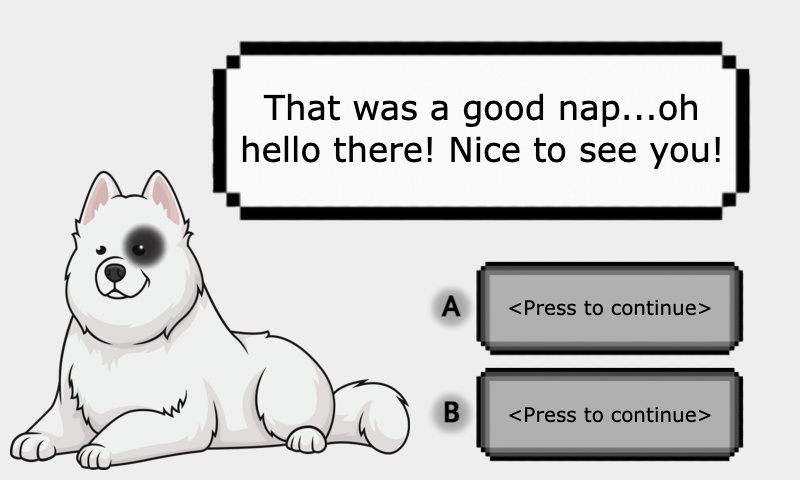 That was a good nap...oh
hello there! Nice to see you!
A
<Press to continue>
B
<Press to continue>